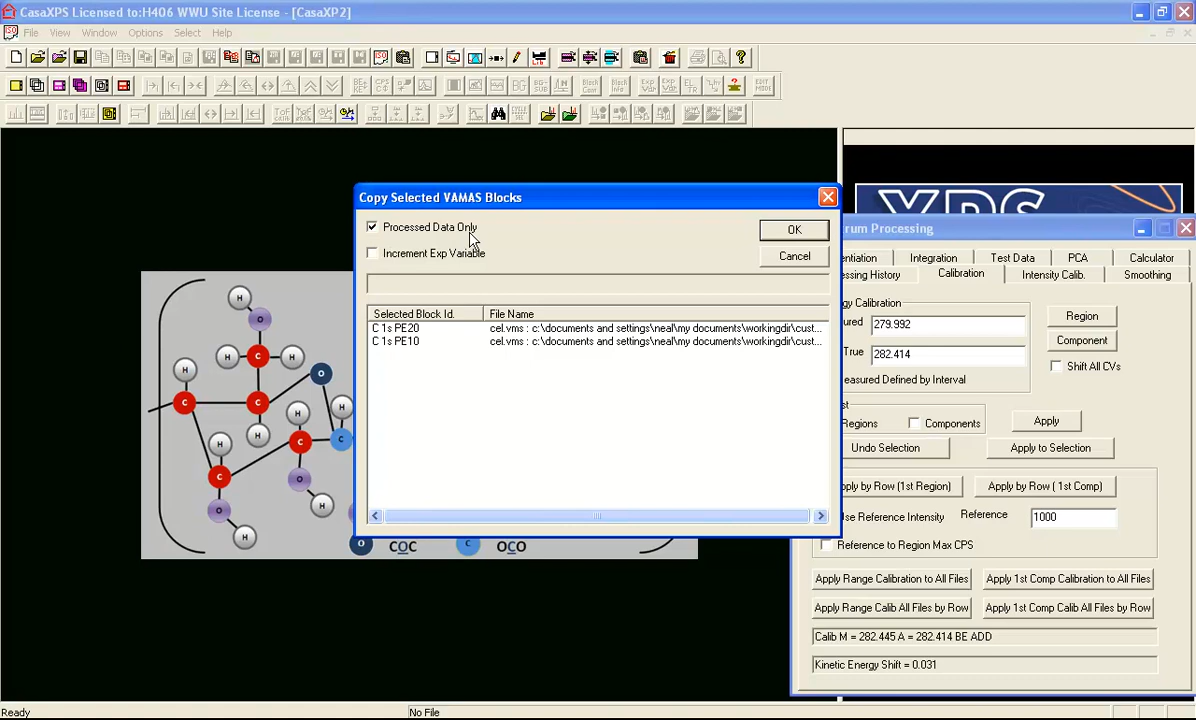 CasaXPS Licensed to:H406 WWU Site License - [CasaXP2]
File View Window Options Select Help
Copy Selected VAMAS Blocks
Processed Data Only
OK
Increment Exp Variable
Cancel
Selected Block Id. File Name
C 1s PE20 cel.vms : c:\documents and settings\neal\my documents\workingdir\cust...
C 1s PE10 cel.vms : c:\documents and settings\neal\my documents\workingdir\cust...
H
O
H C H
H O
C C H
H
H C C
C O
O H
H
O COC C OCO
XPS
trum Processing
entiation Integration Test Data PCA Calculator
essing History Calibration Intensity Calib. Smoothing
gy Calibration
ured 279.992 Region
True 282.414 Component
Shift All CVs
easured Defined by Interval
st
Regions Components Apply
Undo Selection Apply to Selection
pply by Row (1st Region) Apply by Row ( 1st Comp)
Use Reference Intensity Reference 1000
Reference to Region Max CPS
Apply Range Calibration to All Files Apply 1st Comp Calibration to All Files
Apply Range Calib All Files by Row Apply 1st Comp Calib All Files by Row
Calib M = 282.445 A = 282.414 BE ADD
Kinetic Energy Shift = 0.031
Ready No File